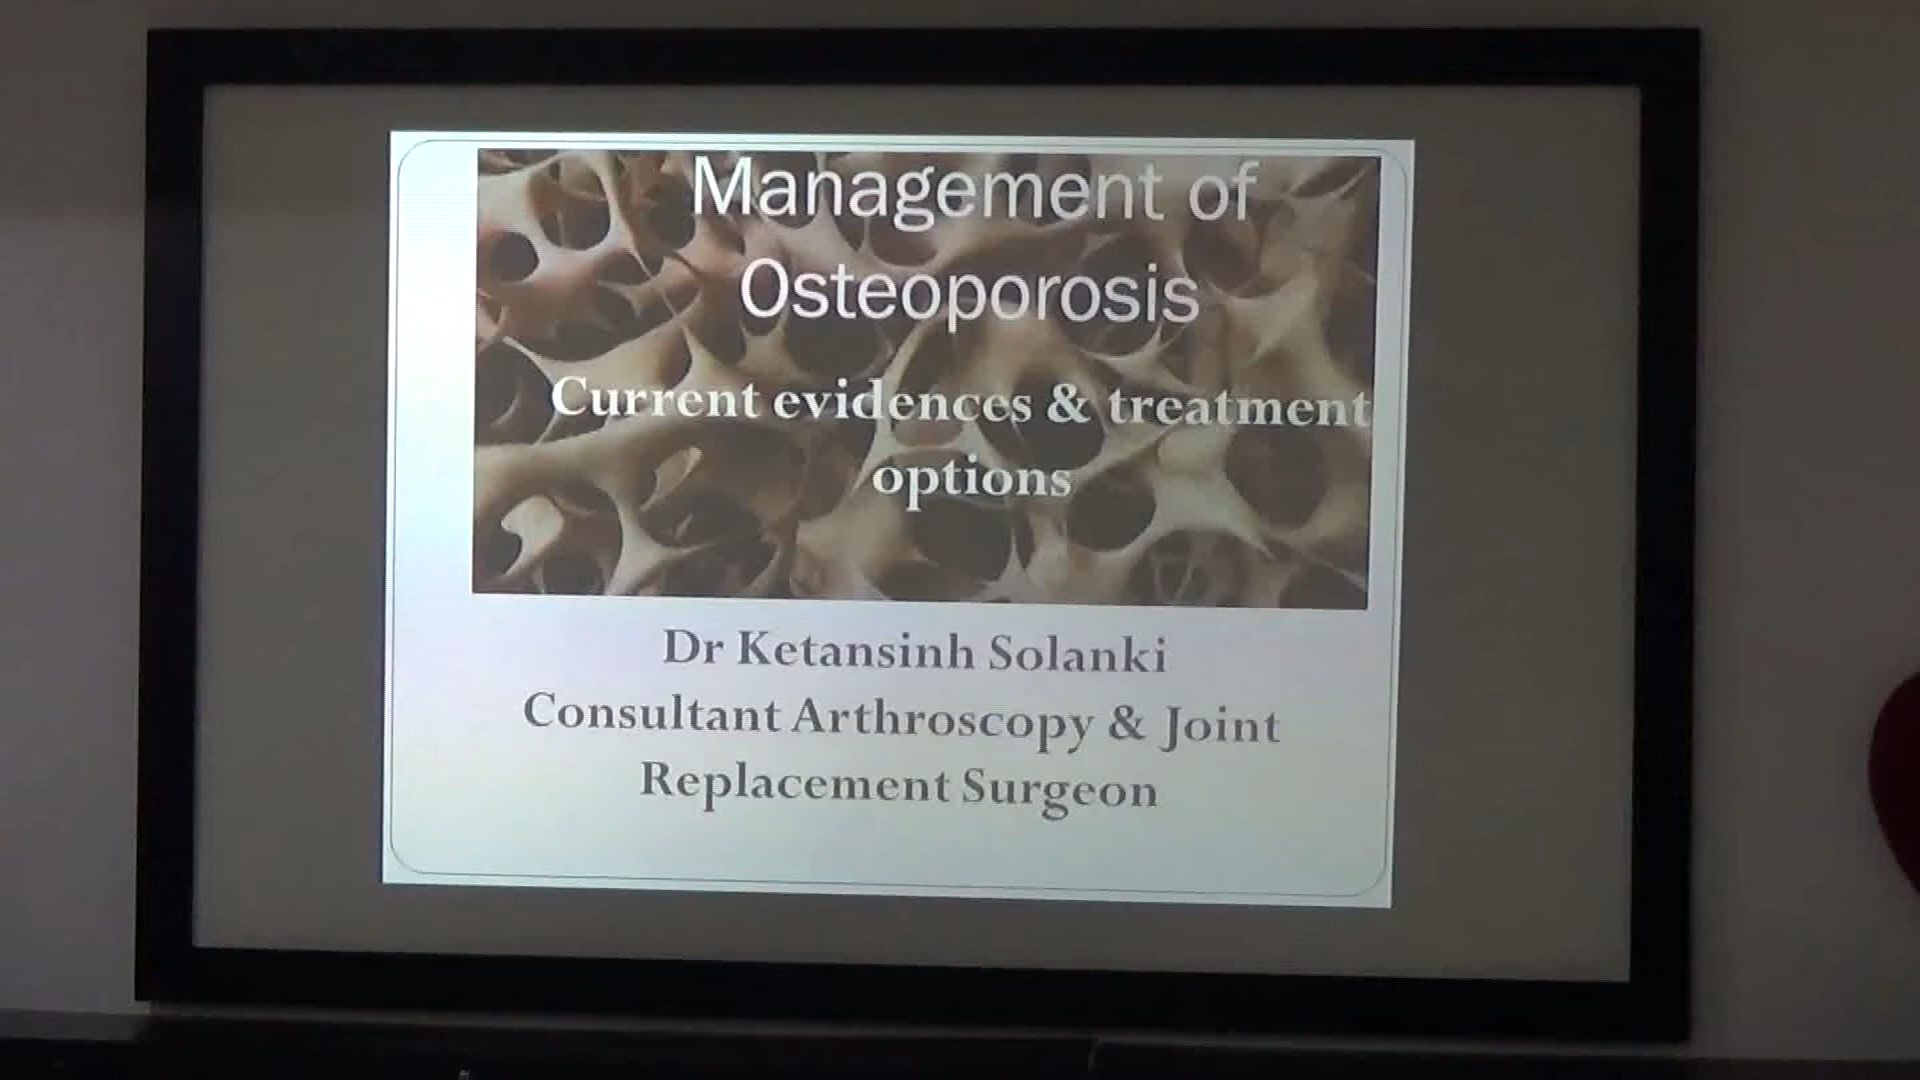 Management of
Osteoporosis
Current evidences & treatment
options
Dr Ketansinh Solanki
Consultant Arthroscopy & Joint
Replacement Surgeon